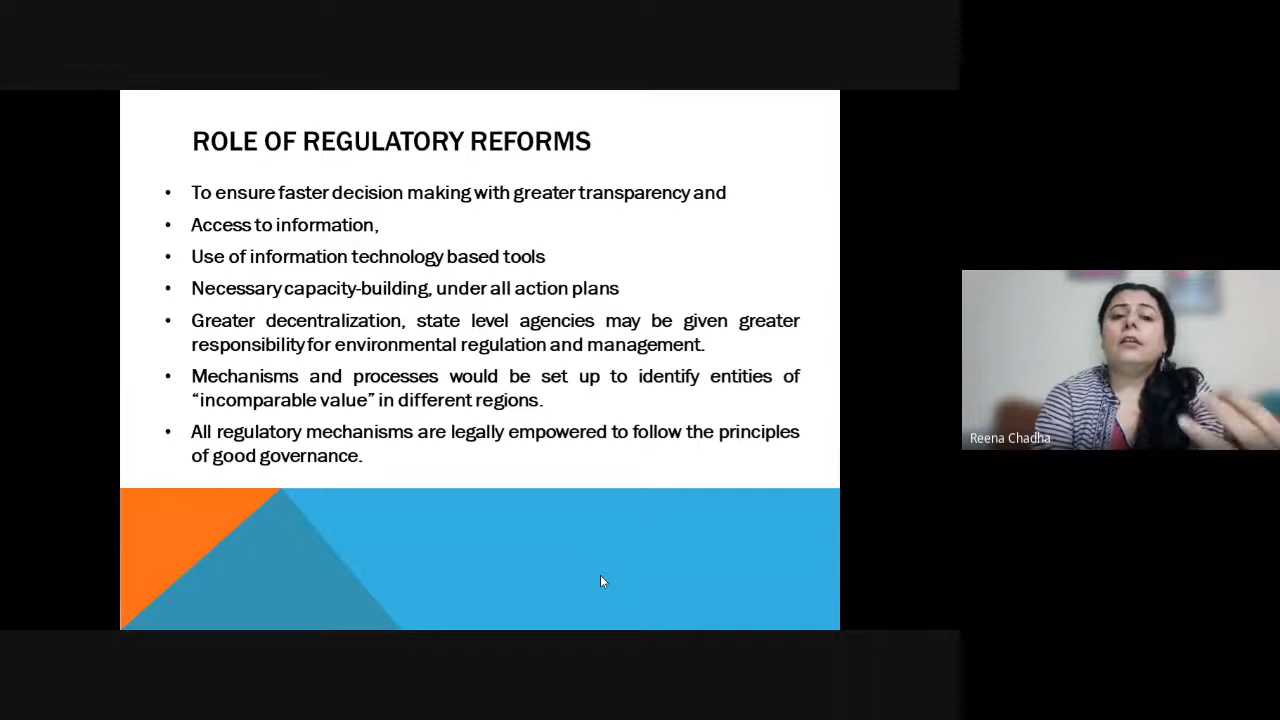 ROLE OF REGULATORY REFORMS
• To ensure faster decision making with greater transparency and
• Access to information,
• Use of information technology based tools
• Necessary capacity-building, under all action plans
• Greater decentralization, state level agencies may be given greater
responsibility for environmental regulation and management.
• Mechanisms and processes would be set up to identify entities of
“incomparable value” in different regions.
• All regulatory mechanisms are legally empowered to follow the principles
of good governance.
Reena Chadha